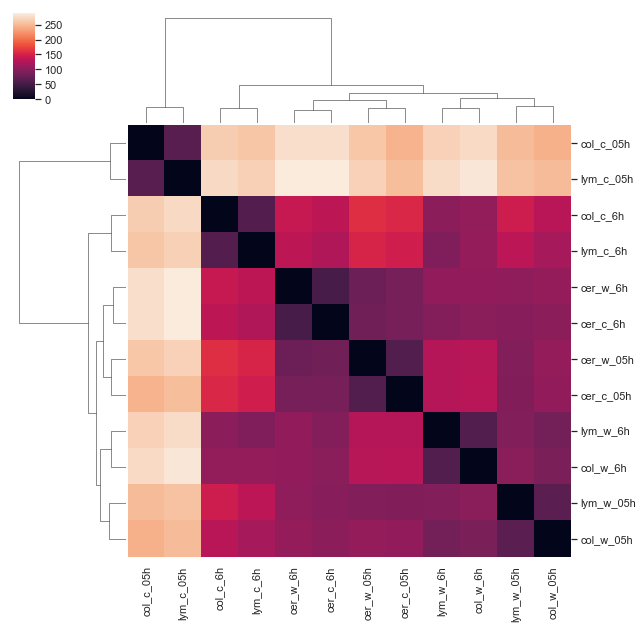 250
200
150
100
50
0
col_c_05h
lym_c_05h
col_c_6h
lym_c_6h
cer_w_6h
cer_c_6h
cer_w_05h
cer_c_05h
lym_w_6h
col_w_6h
lym_w_05h
col_w_05h
col_c_05h
lym_c_05h
col_c_6h
lym_c_6h
cer_w_6h
cer_c_6h
cer_w_05h
cer_c_05h
lym_w_6h
col_w_6h
lym_w_05h
col_w_05h